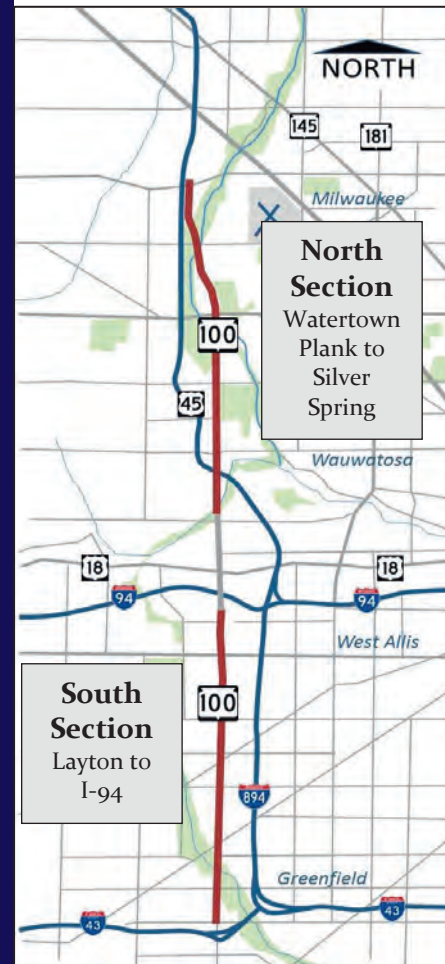 NORTH
145
181
Milwaukee
North
Section
Watertown
Plank to
Silver
Spring
100
45
Wauwatosa
18
18
94
94
West Allis
South
Section
Layton to
I-94
100
894
Greenfield
43
43